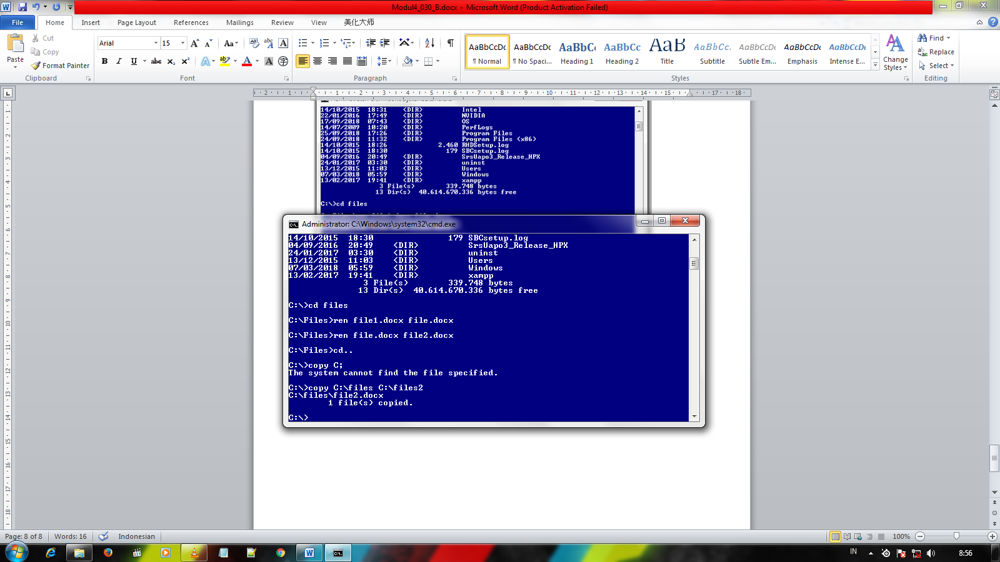 Modul4_030_B.docx - Microsoft Word (Product Activation Failed)
File Home Insert Page Layout References Mailings Review View 美化大师
Paste
Cut
Copy
Format Painter
Clipboard
Arial 15
Font
Paragraph
AaBbCcDc AaBbCcDc AaBbC AaBbCc AaB AaBbCc. AaBbCcDc AaBbCcDc AaBbCcDc
¶ Normal ¶ No Spaci... Heading 1 Heading 2 Title Subtitle Subtle Em... Emphasis Intense E...
Styles
Change Styles
Find
Replace
Select
Editing
14/10/2015 18:31 <DIR> Intel
22/01/2016 17:49 <DIR> NVIDIA
17/09/2018 07:43 <DIR> OS
14/07/2009 10:20 <DIR> PerfLogs
25/09/2018 17:26 <DIR> Program Files
24/09/2018 11:32 <DIR> Program Files (x86)
14/10/2015 18:26 2.460 RHDSetup.log
14/10/2015 18:30 179 SBCsetup.log
04/09/2016 20:49 <DIR> SrsUapo3_Release_HPX
24/01/2017 03:30 <DIR> uninst
13/12/2015 11:03 <DIR> Users
07/03/2018 05:59 <DIR> Windows
13/02/2017 19:41 <DIR> xampp
3 File(s) 339.748 bytes
13 Dir(s) 40.614.670.336 bytes free
C:\>cd files
Administrator: C:\Windows\system32\cmd.exe
14/10/2015 18:30 179 SBCsetup.log
04/09/2016 20:49 <DIR> SrsUapo3_Release_HPX
24/01/2017 03:30 <DIR> uninst
13/12/2015 11:03 <DIR> Users
07/03/2018 05:59 <DIR> Windows
13/02/2017 19:41 <DIR> xampp
3 File(s) 339.748 bytes
13 Dir(s) 40.614.670.336 bytes free
C:\>cd files
C:\Files>ren file1.docx file.docx
C:\Files>ren file.docx file2.docx
C:\Files>cd..
C:\>copy C;
The system cannot find the file specified.
C:\>copy C:\files C:\files2
C:\files\file2.docx
1 file(s) copied.
C:\>
Page: 8 of 8 Words: 16 Indonesian 100%
IN 8:56